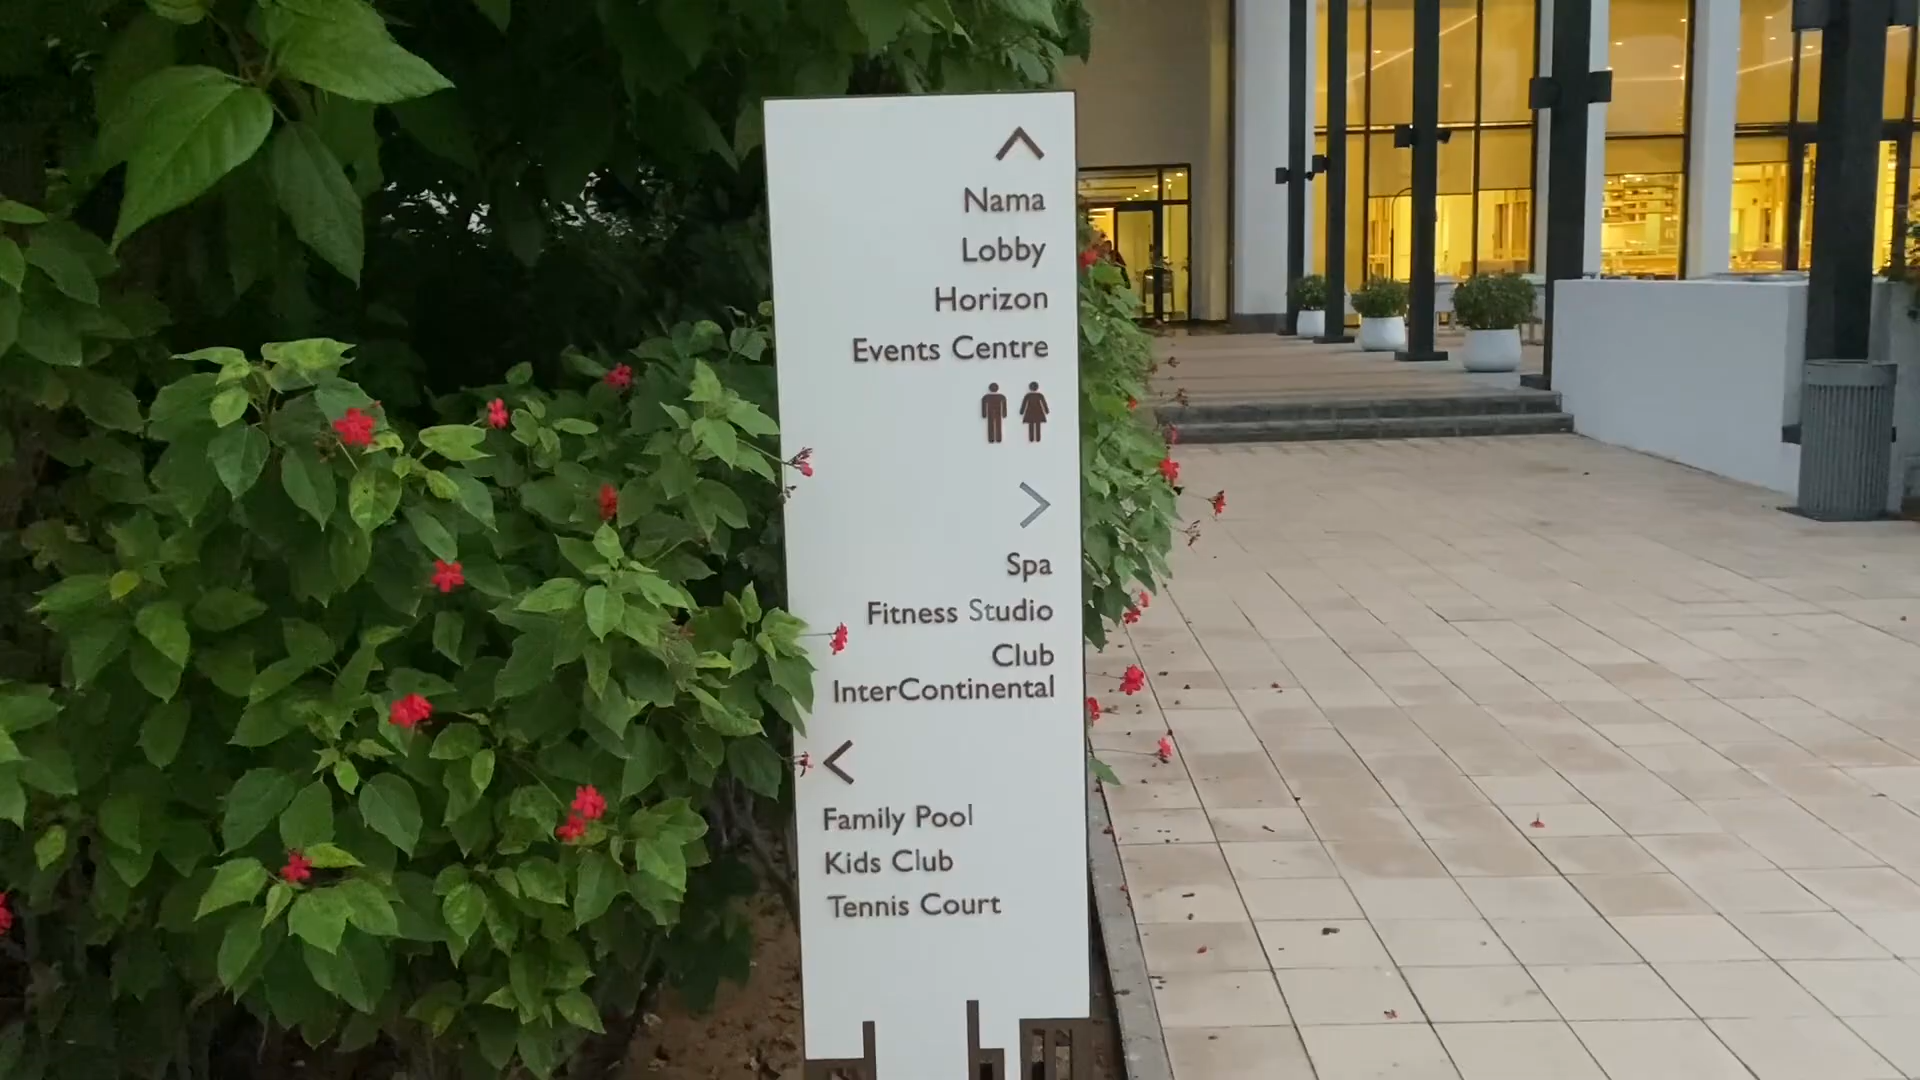 Nama
Lobby
Horizon
Events Centre
Spa
Fitness Studio
Club
InterContinental
Family Pool
Kids Club
Tennis Court